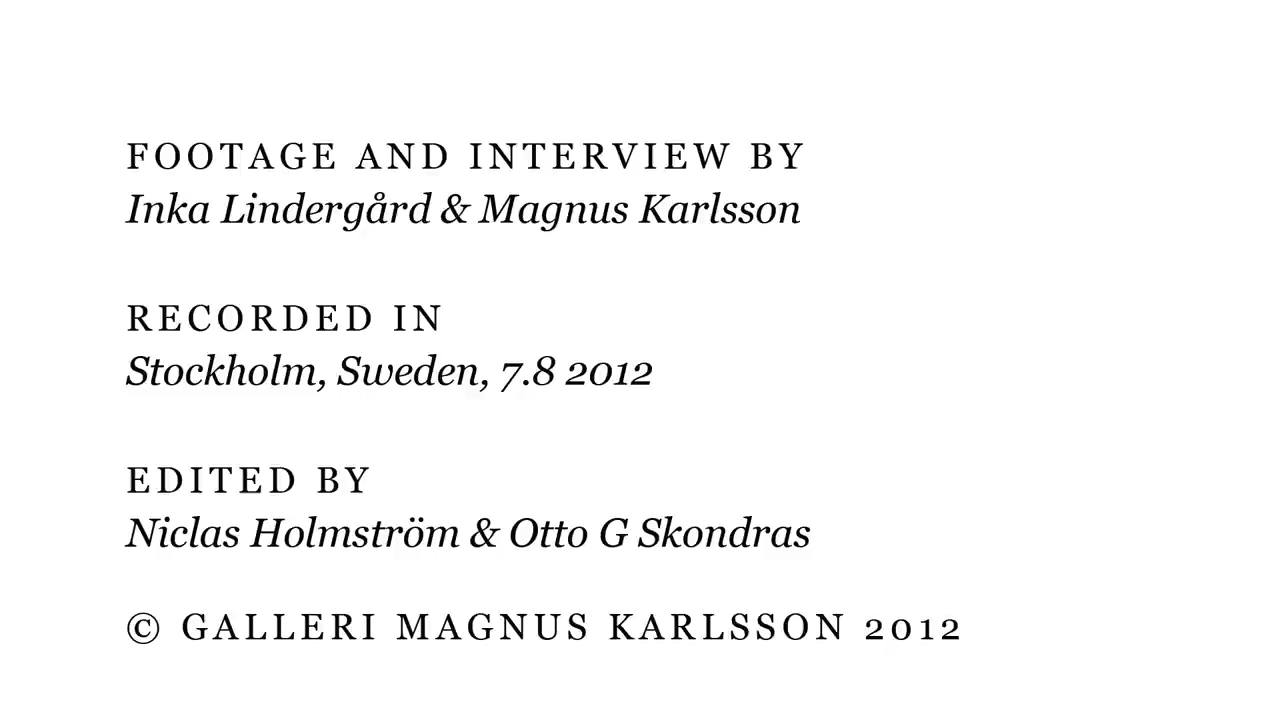 FOOTAGE AND INTERVIEW BY
Inka Lindergård & Magnus Karlsson
RECORDED IN
Stockholm, Sweden, 7.8 2012
EDITED BY
Niclas Holmström & Otto G Skondras
© GALLERI MAGNUS KARLSSON 2012